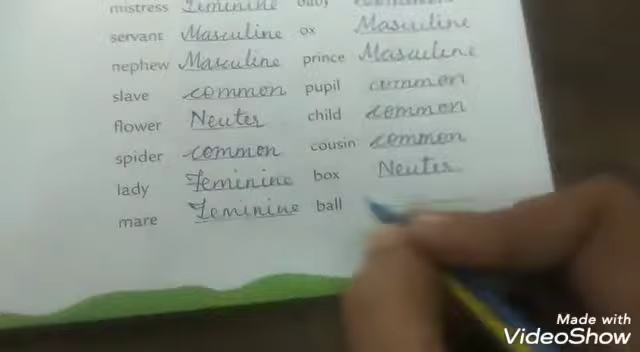 mistress Feminine baby
servant Masculine ox Masculine
nephew Masculine prince Masculine
slave common pupil common
flower Neuter child common
spider common cousin common
lady Feminine box Neuter
mare Feminine ball
Made with
VideoShow